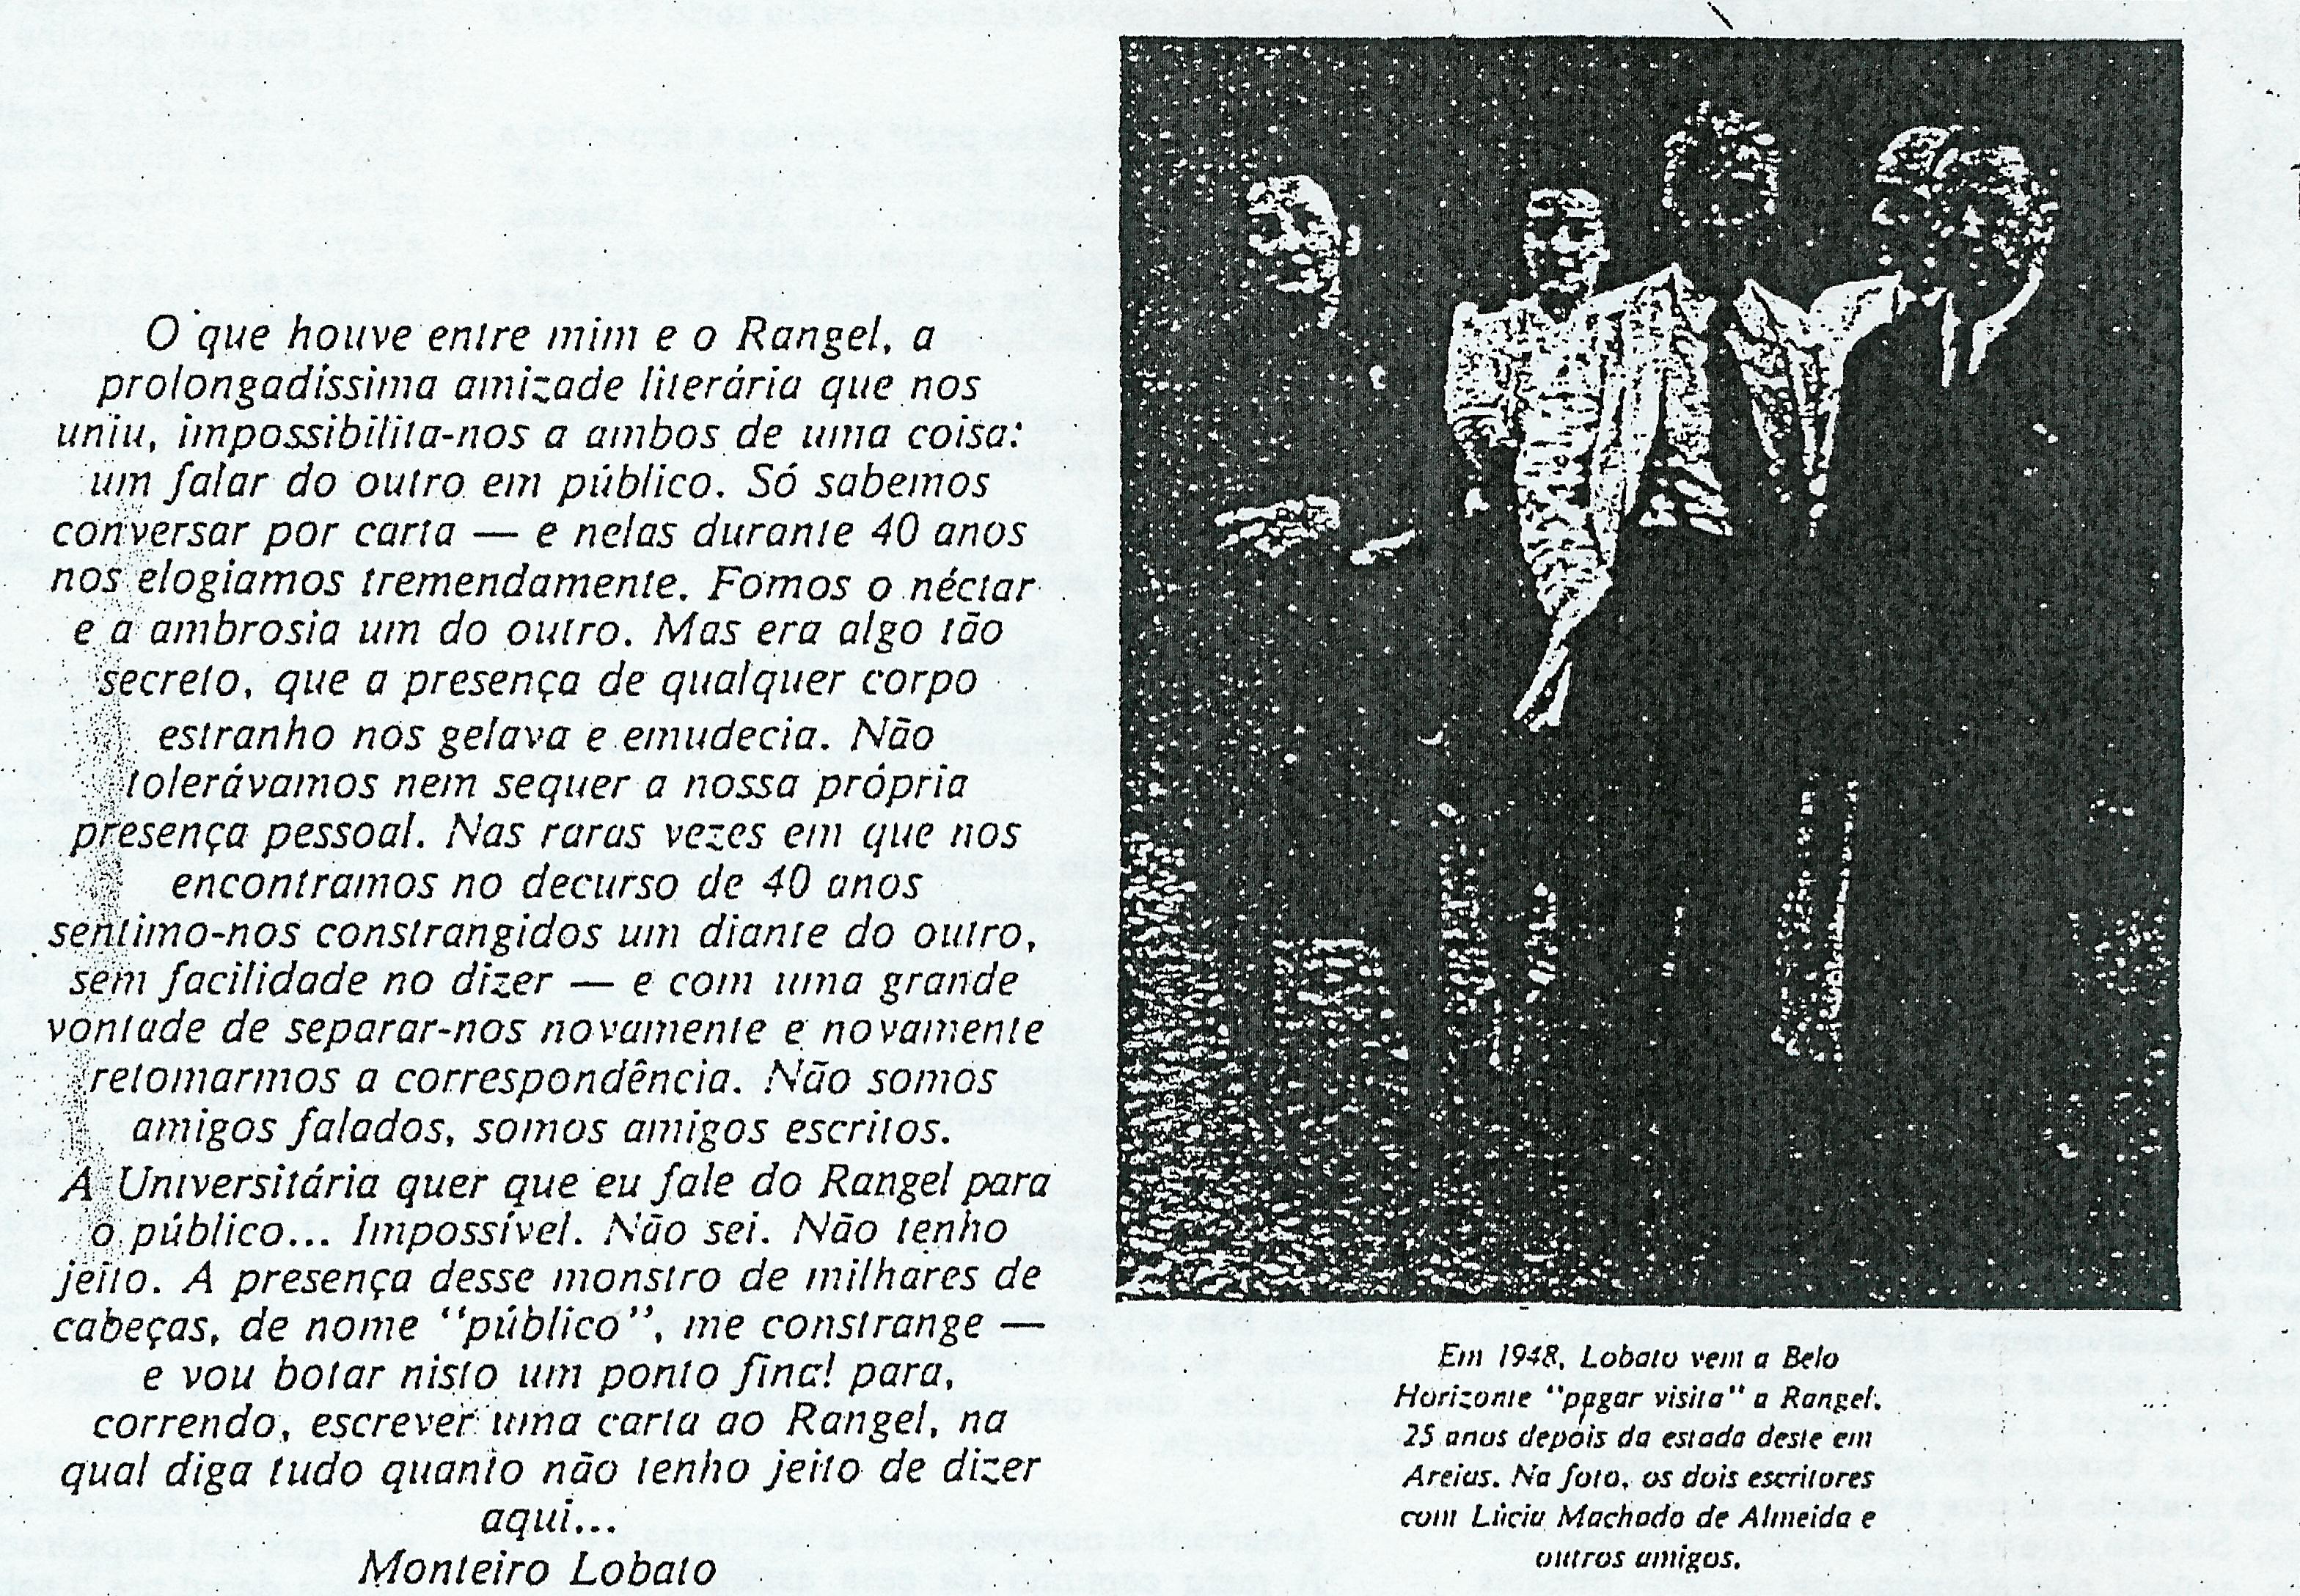 O que houve entre mim e o Rangel, a
prolongadíssima amizade literária que nos
uniu, impossibilita-nos a ambos de uma coisa:
um falar do outro em público. Só sabemos
conversar por carta — e nelas durante 40 anos
nos elogiamos tremendamente. Fomos o néctar
e a ambrosia um do outro. Mas era algo tão
secreto, que a presença de qualquer corpo
estranho nos gelava e emudecia. Não
tolerávamos nem sequer a nossa própria
presença pessoal. Nas raras vezes em que nos
encontramos no decurso de 40 anos
sentimo-nos constrangidos um diante do outro,
sem facilidade no dizer — e com uma grande
vontade de separar-nos novamente e novamente
retomarmos a correspondência. Não somos
amigos falados, somos amigos escritos.
A Universitária quer que eu fale do Rangel para
o público... Impossível. Não sei. Não tenho
jeito. A presença desse monstro de milhares de
cabeças, de nome "público", me constrange —
e vou botar nisto um ponto final para,
correndo, escrever uma carta ao Rangel, na
qual diga tudo quanto não tenho jeito de dizer
aqui...
Monteiro Lobato
Em 1948, Lobato vem a Belo
Horizonte "pagar visita" a Rangel,
25 anos depois da estada deste em
Areias. Na foto, os dois escritores
com Lúcia Machado de Almeida e
outros amigos.